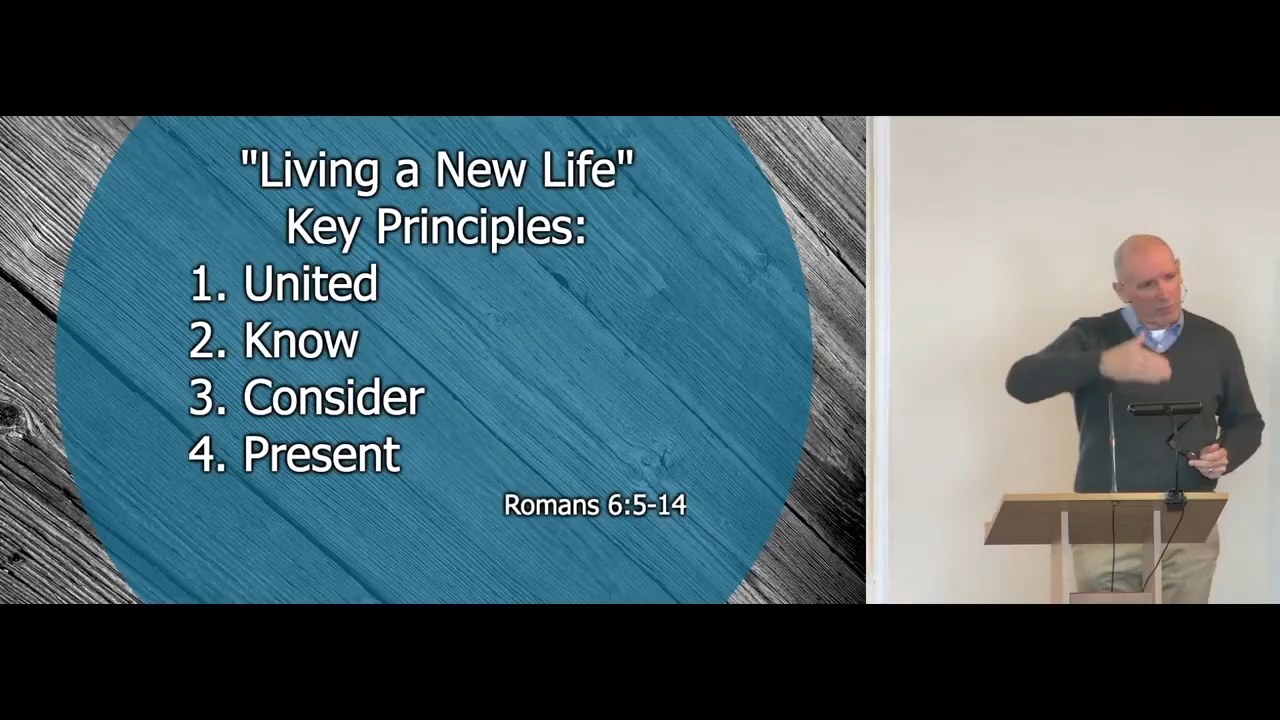 "Living a New Life"
Key Principles:
1. United
2. Know
3. Consider
4. Present
Romans 6:5-14